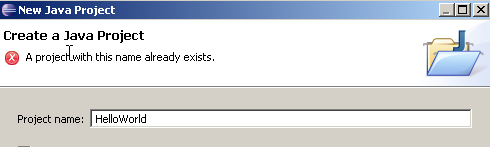 New Java Project
Create a Java Project
A project with this name already exists.
Project name: HelloWorld